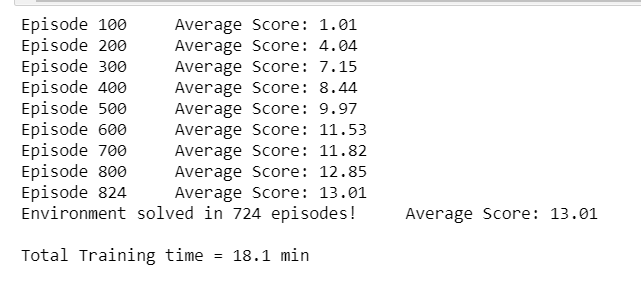 Episode 100 Average Score: 1.01
Episode 200 Average Score: 4.04
Episode 300 Average Score: 7.15
Episode 400 Average Score: 8.44
Episode 500 Average Score: 9.97
Episode 600 Average Score: 11.53
Episode 700 Average Score: 11.82
Episode 800 Average Score: 12.85
Episode 824 Average Score: 13.01
Environment solved in 724 episodes! Average Score: 13.01
Total Training time = 18.1 min